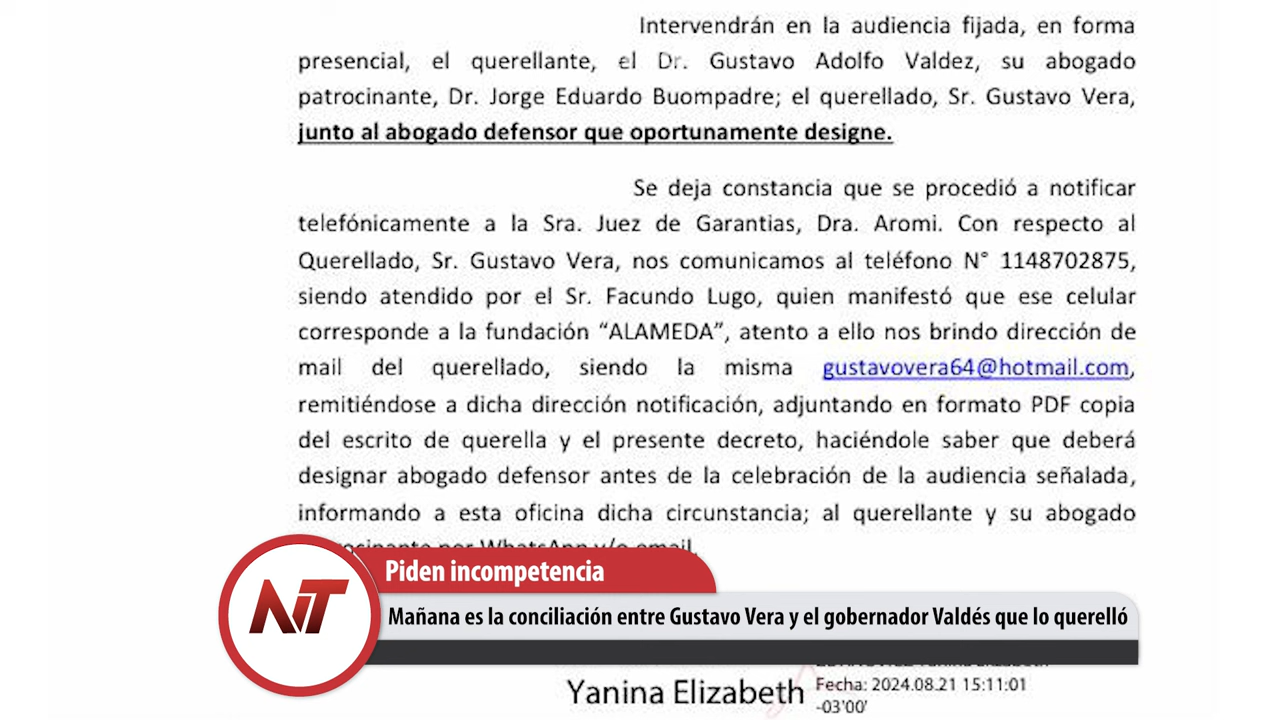 Intervendrán en la audiencia fijada, en forma
presencial, el querellante, el Dr. Gustavo Adolfo Valdez, su abogado
patrocinante, Dr. Jorge Eduardo Buompadre; el querellado, Sr. Gustavo Vera,
junto al abogado defensor que oportunamente designe.
Se deja constancia que se procedió a notificar
telefónicamente a la Sra. Juez de Garantias, Dra. Aromi. Con respecto al
Querellado, Sr. Gustavo Vera, nos comunicamos al teléfono N° 1148702875,
siendo atendido por el Sr. Facundo Lugo, quien manifestó que ese celular
corresponde a la fundación “ALAMEDA”, atento a ello nos brindo dirección de
mail del querellado, siendo la misma gustavovera64@hotmail.com,
remitiéndose a dicha dirección notificación, adjuntando en formato PDF copia
del escrito de querella y el presente decreto, haciéndole saber que deberá
designar abogado defensor antes de la celebración de la audiencia señalada,
informando a esta oficina dicha circunstancia; al querellante y su abogado
por WhatsApp y/o email.
NT
Piden incompetencia
Mañana es la conciliación entre Gustavo Vera y el gobernador Valdés que lo querelló
Yanina Elizabeth
Fecha: 2024.08.21 15:11:01
-03'00'